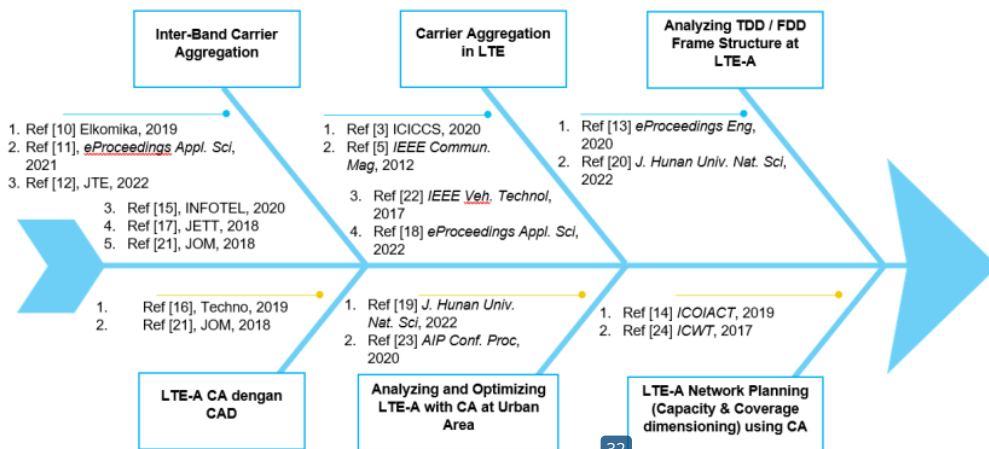 Inter-Band Carrier
Aggregation
Carrier Aggregation
in LTE
Analyzing TDD / FDD
Frame Structure at
LTE-A
1. Ref [10] Elkomika, 2019
2. Ref [11], eProceedings Appl. Sci,
2021
3. Ref [12], JTE, 2022
3. Ref [15], INFOTEL, 2020
4. Ref [17], JETT, 2018
5. Ref [21], JOM, 2018
1. Ref [3] ICICCS, 2020
2. Ref [5] IEEE Commun.
Mag, 2012
3. Ref [22] IEEE Veh. Technol,
2017
4. Ref [18] eProceedings Appl. Sci,
2022
1. Ref [13] eProceedings Eng,
2020
2. Ref [20] J. Hunan Univ. Nat. Sci,
2022
1. Ref [16], Techno, 2019
2. Ref [21], JOM, 2018
1. Ref [19] J. Hunan Univ.
Nat. Sci, 2022
2. Ref [23] AIP Conf. Proc,
2020
1. Ref [14] ICOIACT, 2019
2. Ref [24] ICWT, 2017
LTE-A CA dengan
CAD
Analyzing and Optimizing
LTE-A with CA at Urban
Area
LTE-A Network Planning
(Capacity & Coverage
dimensioning) using CA